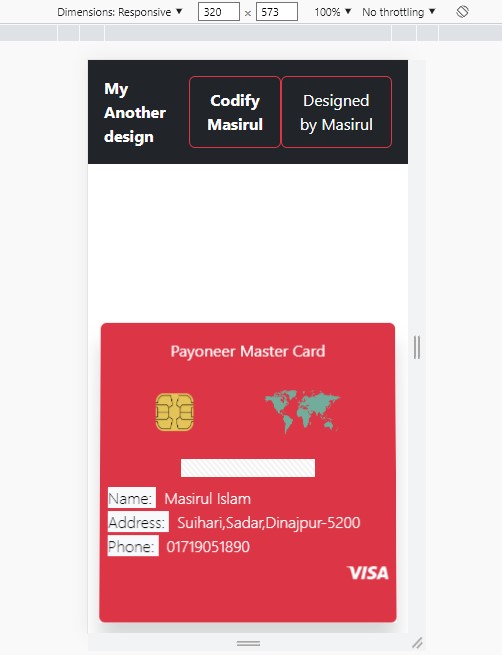 Dimensions: Responsive ▼ 320 × 573 100% ▼ No throttling ▼
My Another design
Codify Masirul
Designed by Masirul
Payoneer Master Card
Name: Masirul Islam
Address: Suihari,Sadar,Dinajpur-5200
Phone: 01719051890
VISA